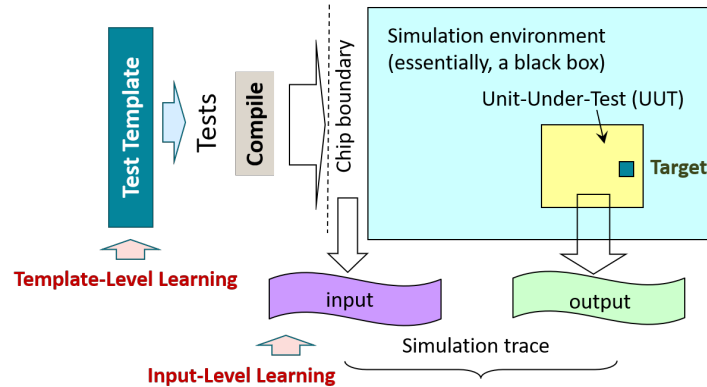 Test Template
Tests
Compile
Chip boundary
Simulation environment
(essentially, a black box)
Unit-Under-Test (UUT)
Target
Template-Level Learning
input
output
Simulation trace
Input-Level Learning